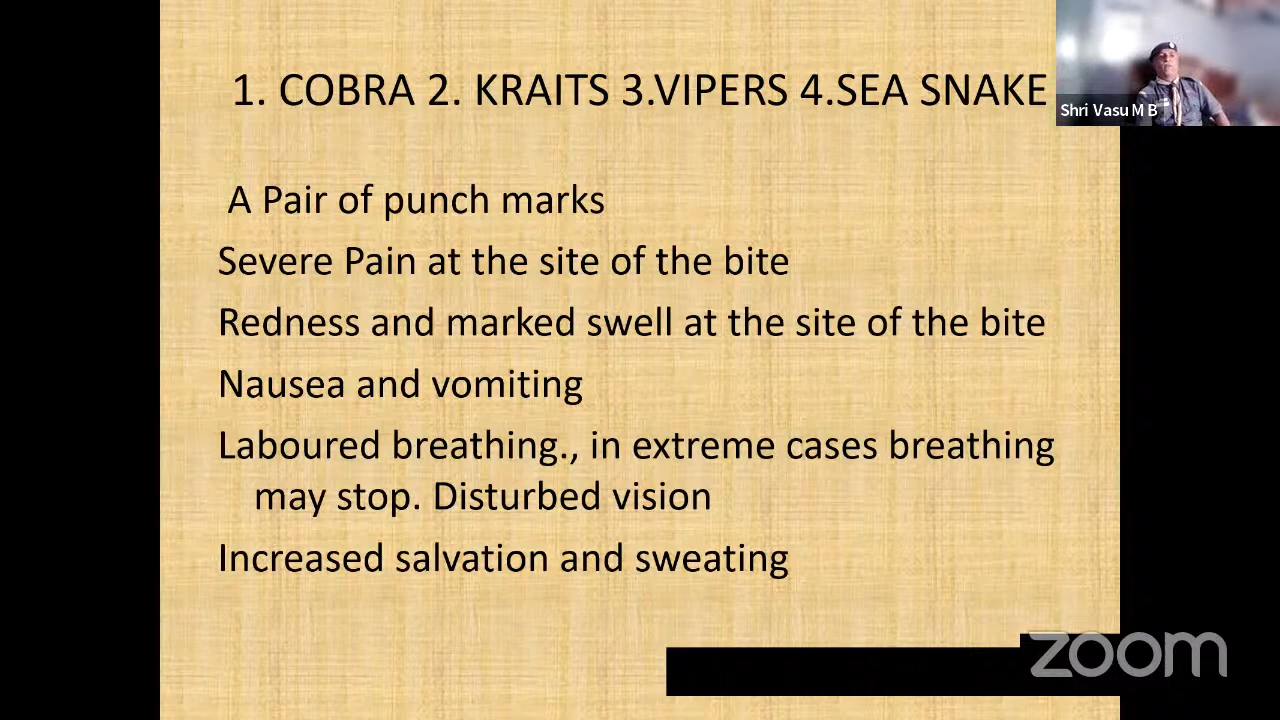 1. COBRA 2. KRAITS 3.VIPERS 4.SEA SNAKE
Shri Vasu M B
A Pair of punch marks
Severe Pain at the site of the bite
Redness and marked swell at the site of the bite
Nausea and vomiting
Laboured breathing., in extreme cases breathing
may stop. Disturbed vision
Increased salvation and sweating
zoom